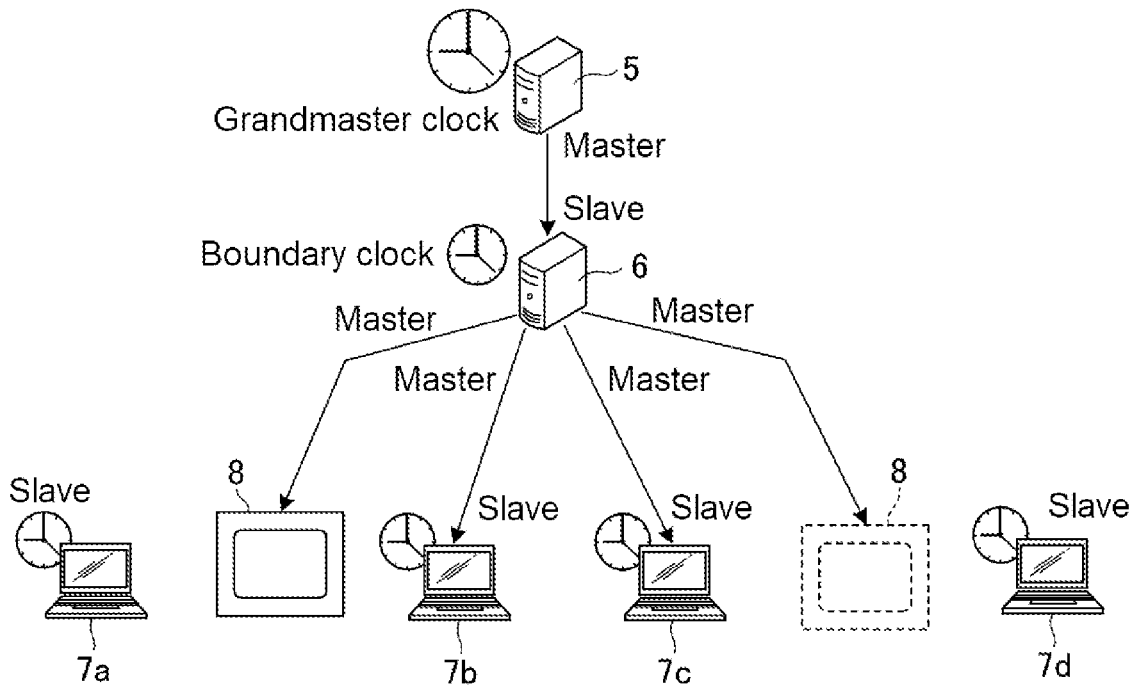 5
Grandmaster clock
Master
Slave
Boundary clock
6
Master
Master
Master
Master
8
8
Slave
Slave
Slave
Slave
7a
7b
7c
7d